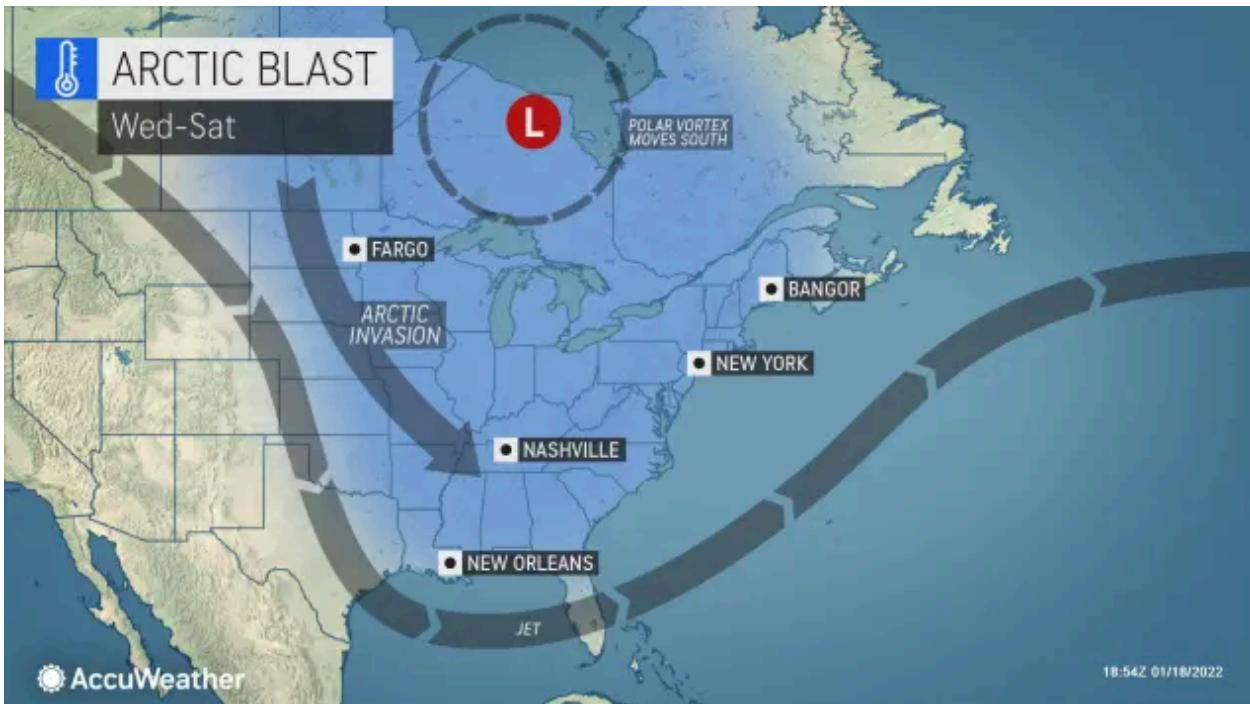 ARCTIC BLAST
Wed-Sat
L
POLAR VORTEX
MOVES SOUTH
FARGO
BANGOR
ARCTIC
INVASION
NEW YORK
NASHVILLE
NEW ORLEANS
JET
AccuWeather
18:54Z 01/18/2022